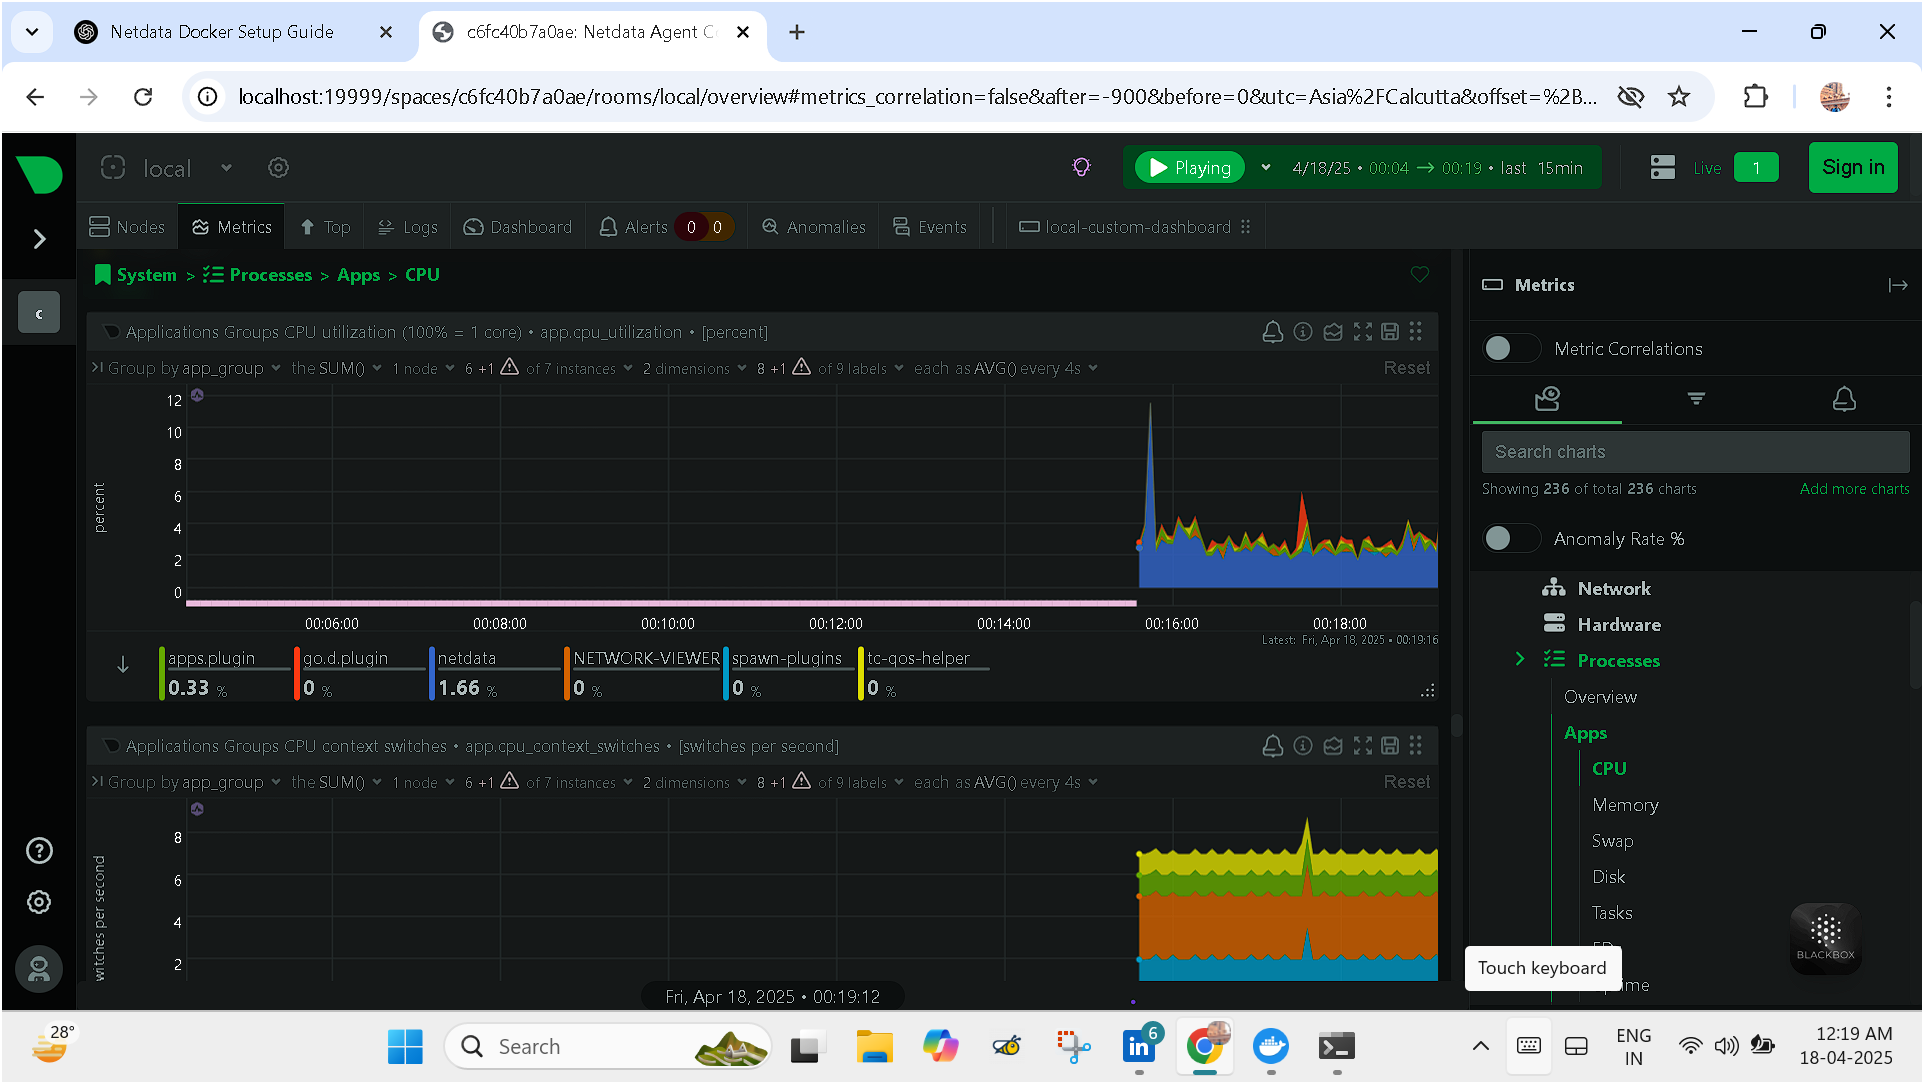 Netdata Docker Setup Guide
c6fc40b7a0ae: Netdata Agent C
localhost:19999/spaces/c6fc40b7a0ae/rooms/local/overview#metrics_correlation=false&after=-900&before=0&utc=Asia%2FCalcutta&offset=%2B...
local
Playing 4/18/25 • 00:04 → 00:19 • last 15min
Live 1 Sign in
Nodes Metrics Top Logs Dashboard Alerts 0 0 Anomalies Events local-custom-dashboard
c
System > Processes > Apps > CPU
Applications Groups CPU utilization (100% = 1 core) • app.cpu_utilization • [percent]
Group by app_group the SUM() 1 node 6 +1 of 7 instances 2 dimensions 8 +1 of 9 labels each as AVG() every 4s Reset
percent
12
10
8
6
4
2
0
00:06:00 00:08:00 00:10:00 00:12:00 00:14:00 00:16:00 00:18:00
Latest: Fri, Apr 18, 2025 • 00:19:16
apps.plugin go.d.plugin netdata NETWORK-VIEWER spawn-plugins tc-qos-helper
0.33 % 0 % 1.66 % 0 % 0 % 0 %
Applications Groups CPU context switches • app.cpu_context_switches • [switches per second]
Group by app_group the SUM() 1 node 6 +1 of 7 instances 2 dimensions 8 +1 of 9 labels each as AVG() every 4s Reset
witches per second
8
6
4
2
Fri, Apr 18, 2025 • 00:19:12
Metrics
Metric Correlations
Search charts
Showing 236 of total 236 charts Add more charts
Anomaly Rate %
Network
Hardware
Processes
Overview
Apps
CPU
Memory
Swap
Disk
Tasks
BLACKBOX
Touch keyboard
28°
Search
in 6
ENG
IN
12:19 AM
18-04-2025